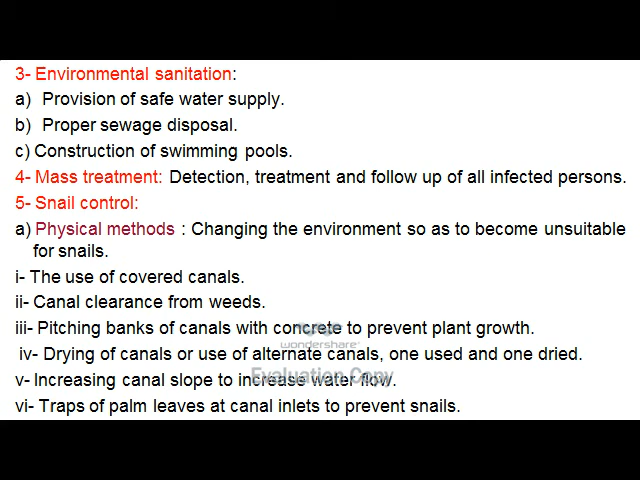 3- Environmental sanitation:
a) Provision of safe water supply.
b) Proper sewage disposal.
c) Construction of swimming pools.
4- Mass treatment: Detection, treatment and follow up of all infected persons.
5- Snail control:
a) Physical methods : Changing the environment so as to become unsuitable
for snails.
i- The use of covered canals.
ii- Canal clearance from weeds.
iii- Pitching banks of canals with concrete to prevent plant growth.
wondershare
iv- Drying of canals or use of alternate canals, one used and one dried.
Evaluation Copy
v- Increasing canal slope to increase water flow.
vi- Traps of palm leaves at canal inlets to prevent snails.